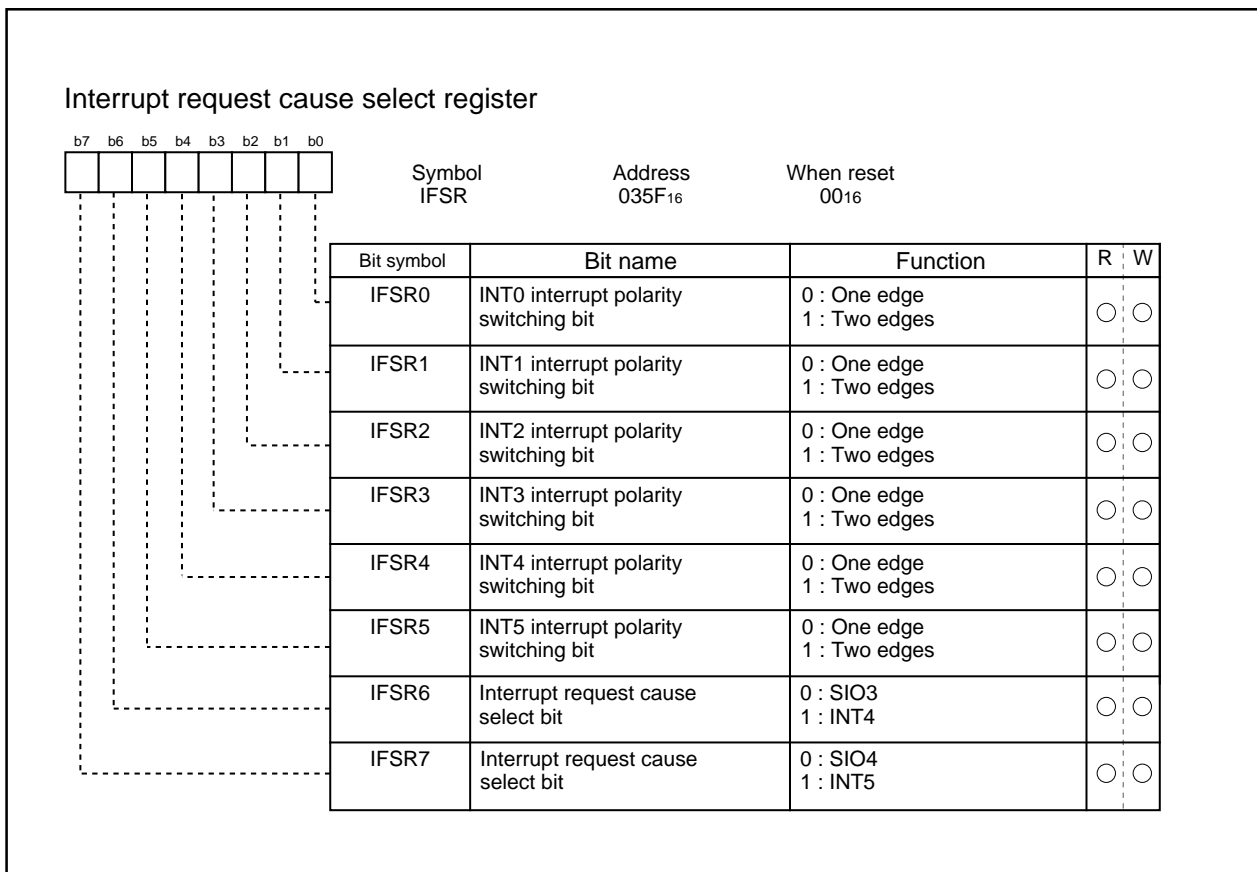 Interrupt request cause select register
b7 b6 b5 b4 b3 b2 b1 b0
Symbol Address When reset
IFSR 035F16 0016
Bit symbol Bit name Function R W
IFSR0 INT0 interrupt polarity 0 : One edge
switching bit 1 : Two edges
IFSR1 INT1 interrupt polarity 0 : One edge
switching bit 1 : Two edges
IFSR2 INT2 interrupt polarity 0 : One edge
switching bit 1 : Two edges
IFSR3 INT3 interrupt polarity 0 : One edge
switching bit 1 : Two edges
IFSR4 INT4 interrupt polarity 0 : One edge
switching bit 1 : Two edges
IFSR5 INT5 interrupt polarity 0 : One edge
switching bit 1 : Two edges
IFSR6 Interrupt request cause 0 : SIO3
select bit 1 : INT4
IFSR7 Interrupt request cause 0 : SIO4
select bit 1 : INT5